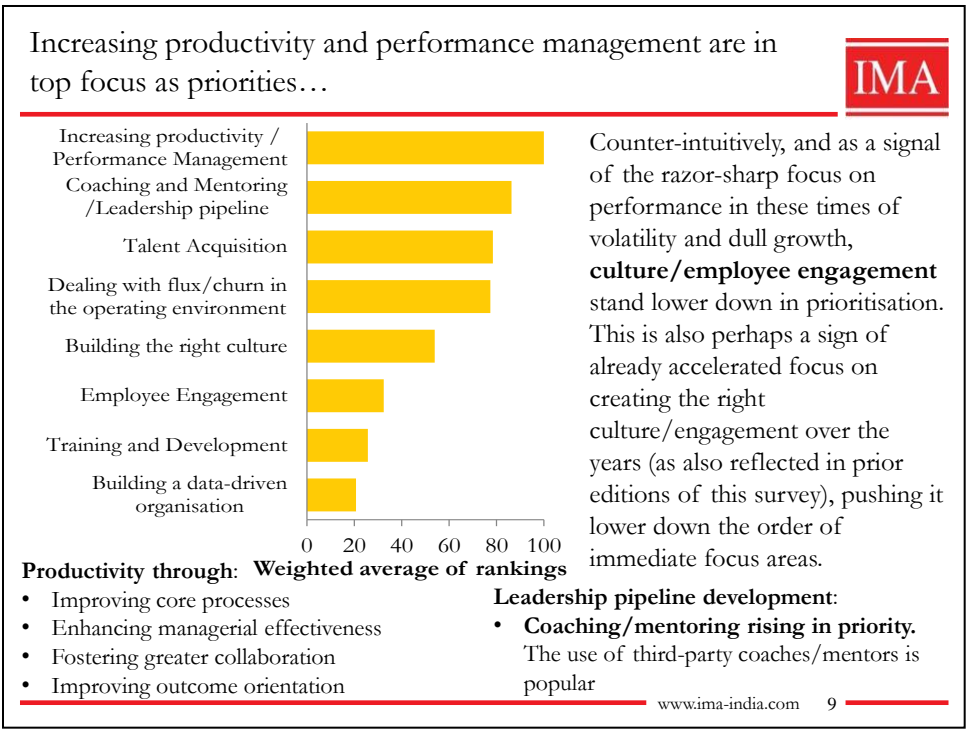 Increasing productivity and performance management are in
top focus as priorities…
IMA
Increasing productivity /
Performance Management
Coaching and Mentoring
/Leadership pipeline
Talent Acquisition
Dealing with flux/churn in
the operating environment
Building the right culture
Employee Engagement
Training and Development
Building a data-driven
organisation
0 20 40 60 80 100
Weighted average of rankings
Counter-intuitively, and as a signal
of the razor-sharp focus on
performance in these times of
volatility and dull growth,
culture/employee engagement
stand lower down in prioritisation.
This is also perhaps a sign of
already accelerated focus on
creating the right
culture/engagement over the
years (as also reflected in prior
editions of this survey), pushing it
lower down the order of
immediate focus areas.
Productivity through:
• Improving core processes
• Enhancing managerial effectiveness
• Fostering greater collaboration
• Improving outcome orientation
Leadership pipeline development:
• Coaching/mentoring rising in priority.
The use of third-party coaches/mentors is
popular
www.ima-india.com 9